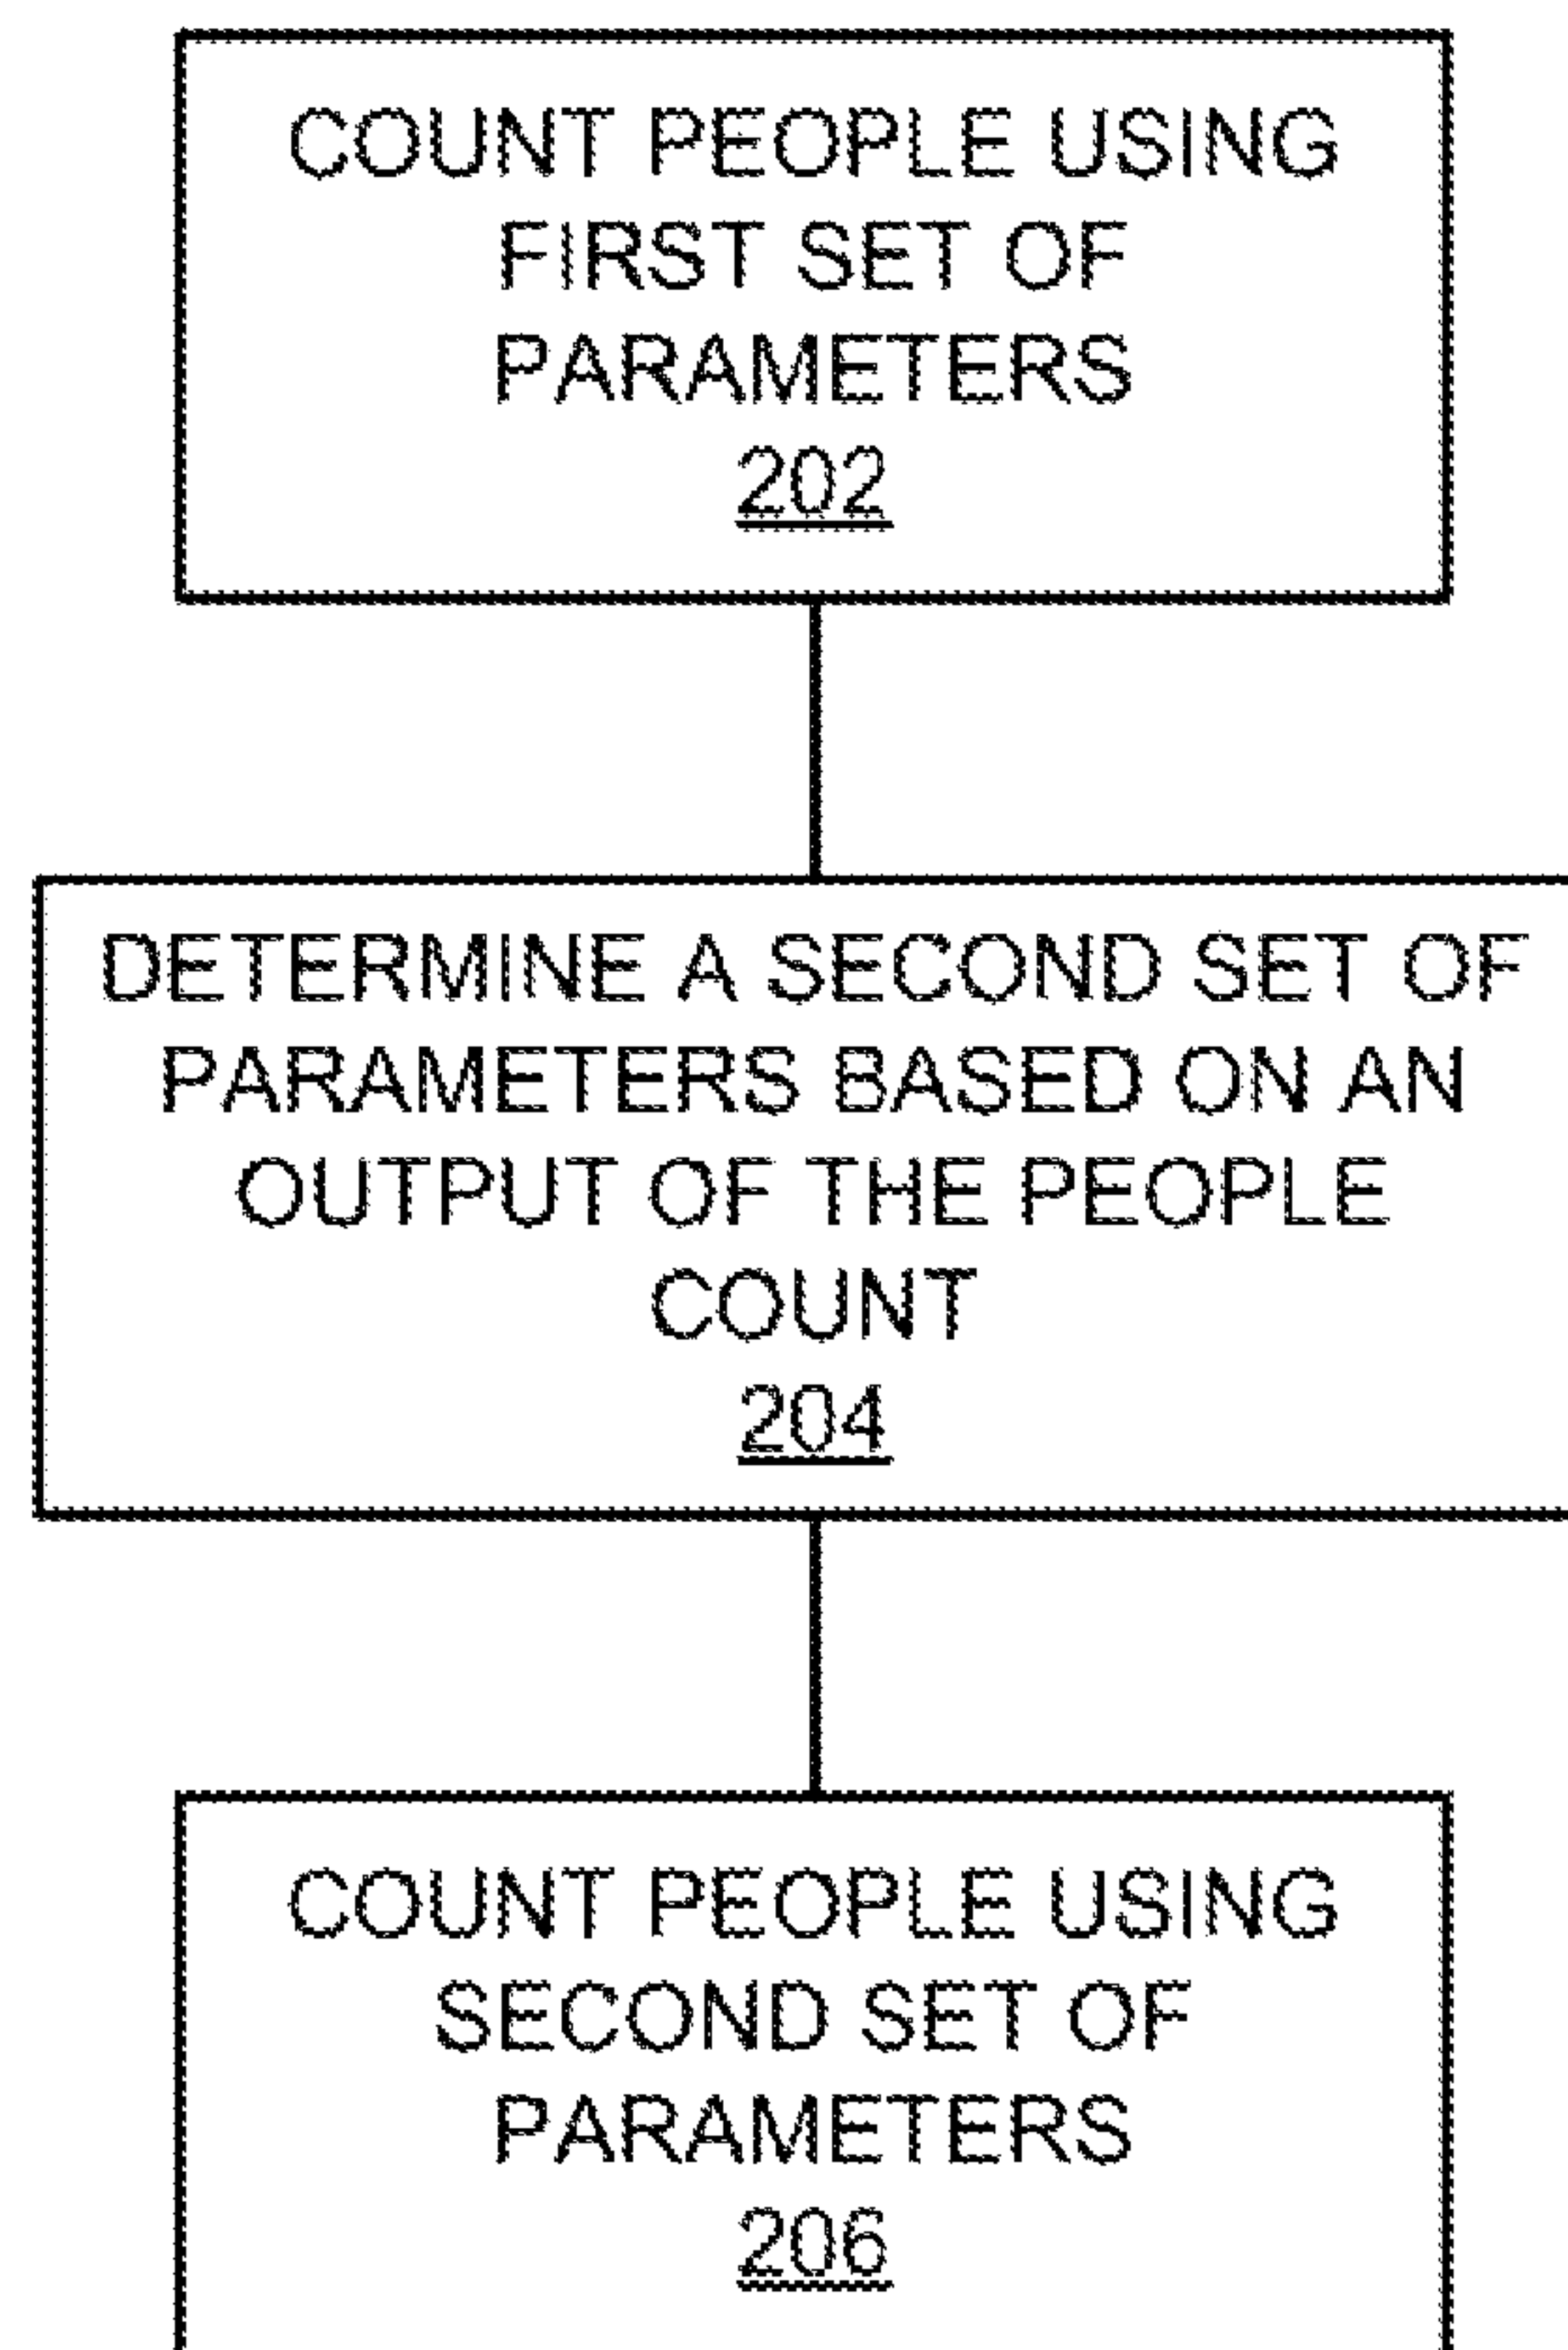 COUNT PEOPLE USING
FIRST SET OF
PARAMETERS
202
DETERMINE A SECOND SET OF
PARAMETERS BASED ON AN
OUTPUT OF THE PEOPLE
COUNT
204
COUNT PEOPLE USING
SECOND SET OF
PARAMETERS
206